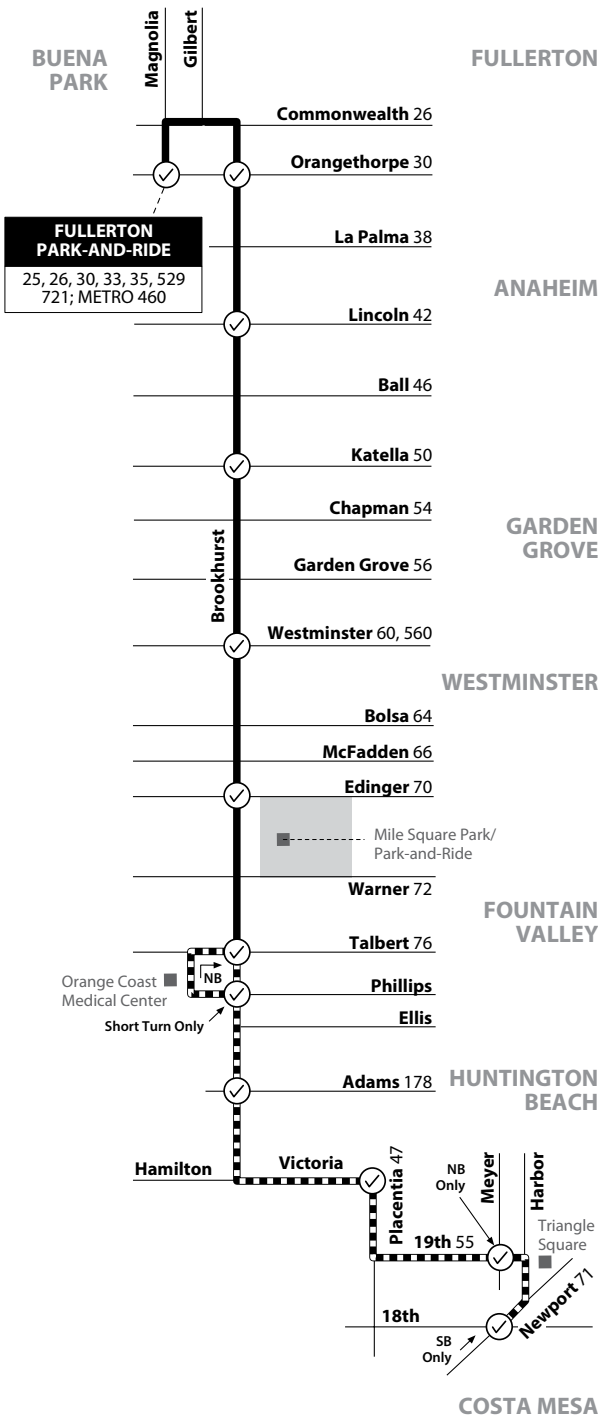 BUENA
PARK
Magnolia
Gilbert
FULLERTON
Commonwealth 26
Orangethorpe 30
FULLERTON
PARK-AND-RIDE
25, 26, 30, 33, 35, 529
721; METRO 460
La Palma 38
ANAHEIM
Lincoln 42
Ball 46
Katella 50
Chapman 54
GARDEN
GROVE
Brookhurst
Garden Grove 56
Westminster 60, 560
WESTMINSTER
Bolsa 64
McFadden 66
Edinger 70
Mile Square Park/
Park-and-Ride
Warner 72
FOUNTAIN
VALLEY
Talbert 76
NB
Orange Coast
Medical Center
Phillips
Short Turn Only
Ellis
Adams 178
HUNTINGTON
BEACH
Hamilton
Victoria
Placentia 47
NB
Only
Meyer
Harbor
19th 55
Triangle
Square
18th
Newport 71
SB
Only
COSTA MESA